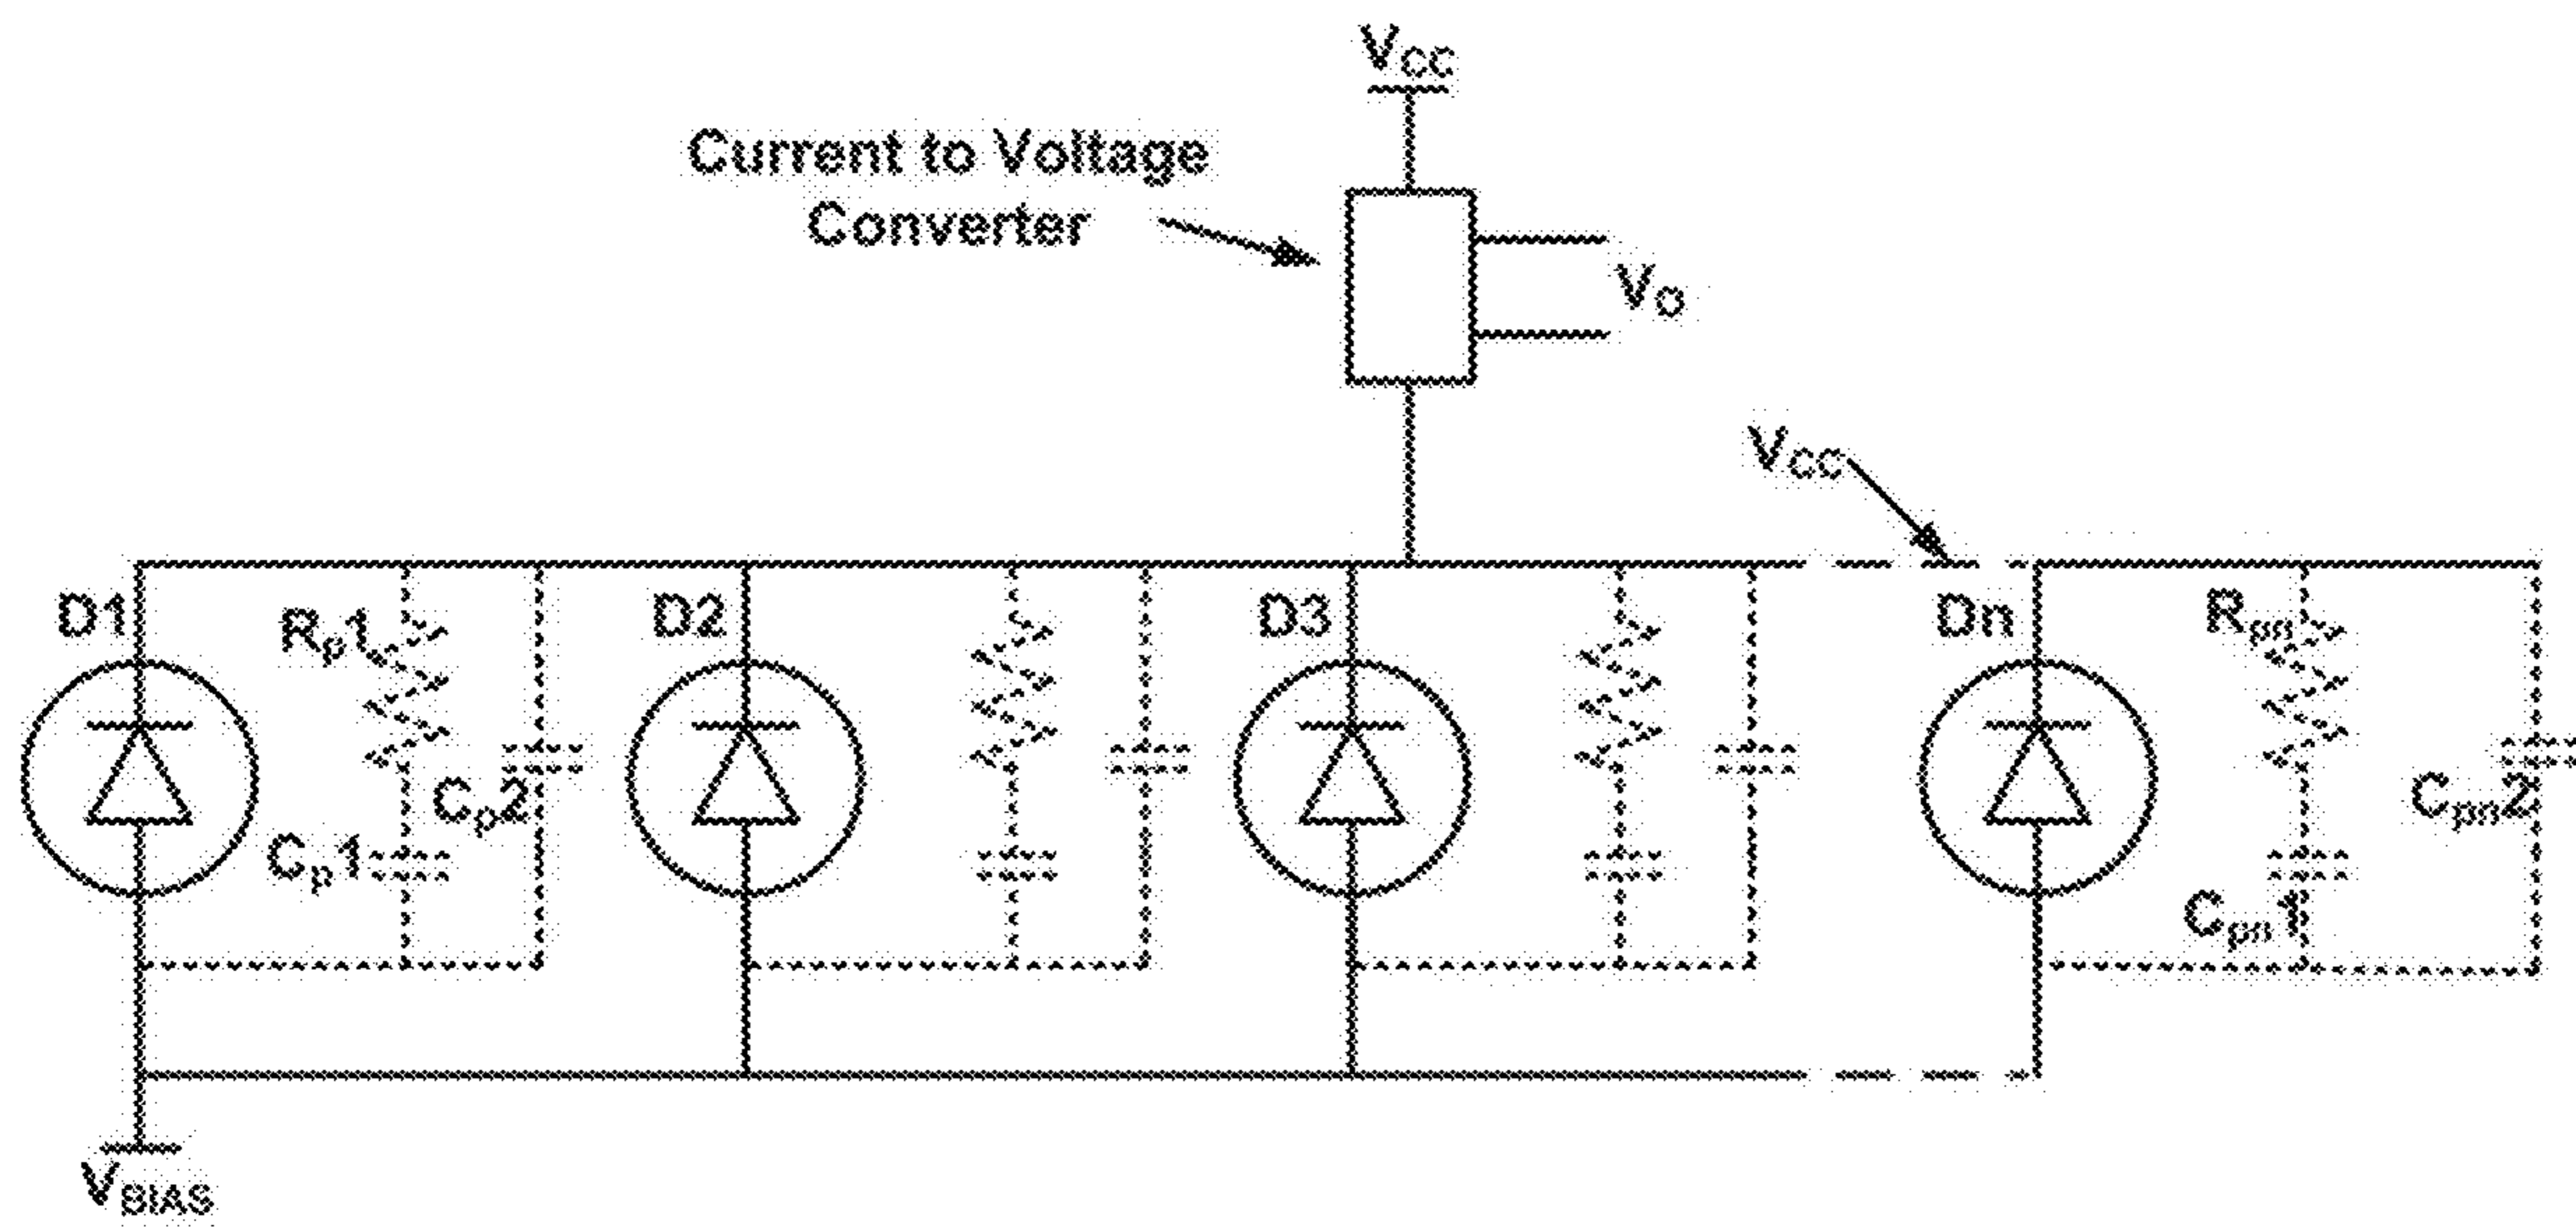 VCC
Current to Voltage
Converter
VO
VCC
D1
Rp1
D2
D3
Dn
Rpn
Cp2
Cpn2
Cp1
Cpn1
VBIAS